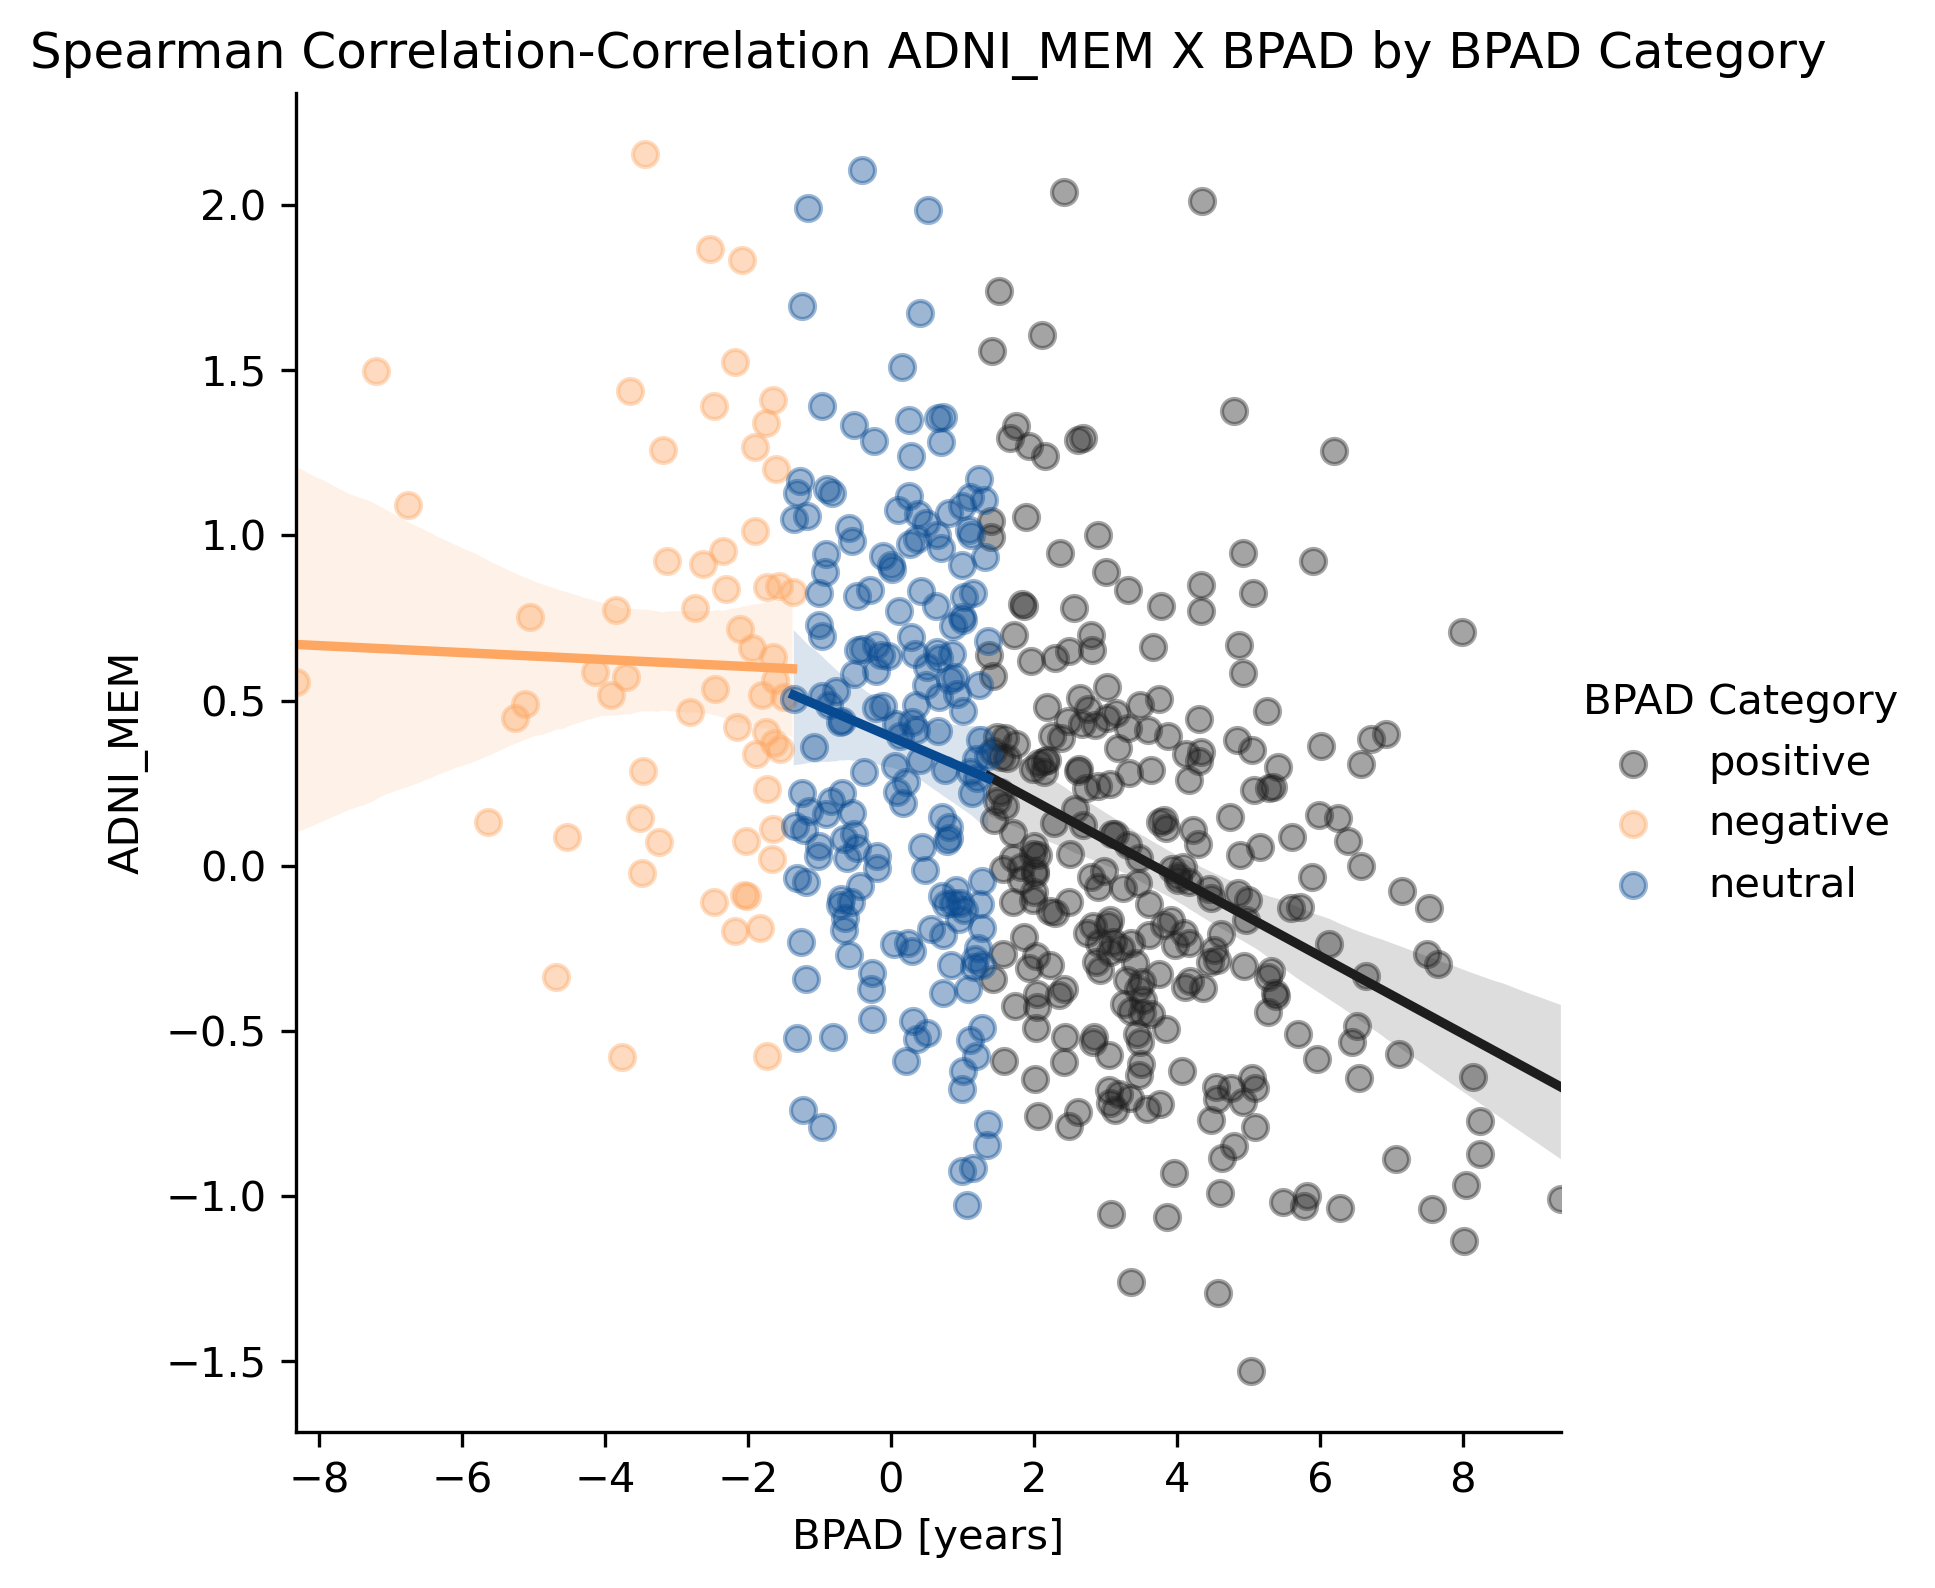 Spearman Correlation-Correlation ADNI_MEM X BPAD by BPAD Category
2.0
1.5
1.0
0.5
0.0
−0.5
−1.0
−1.5
ADNI_MEM
−8 −6 −4 −2 0 2 4 6 8
BPAD [years]
BPAD Category
positive
negative
neutral